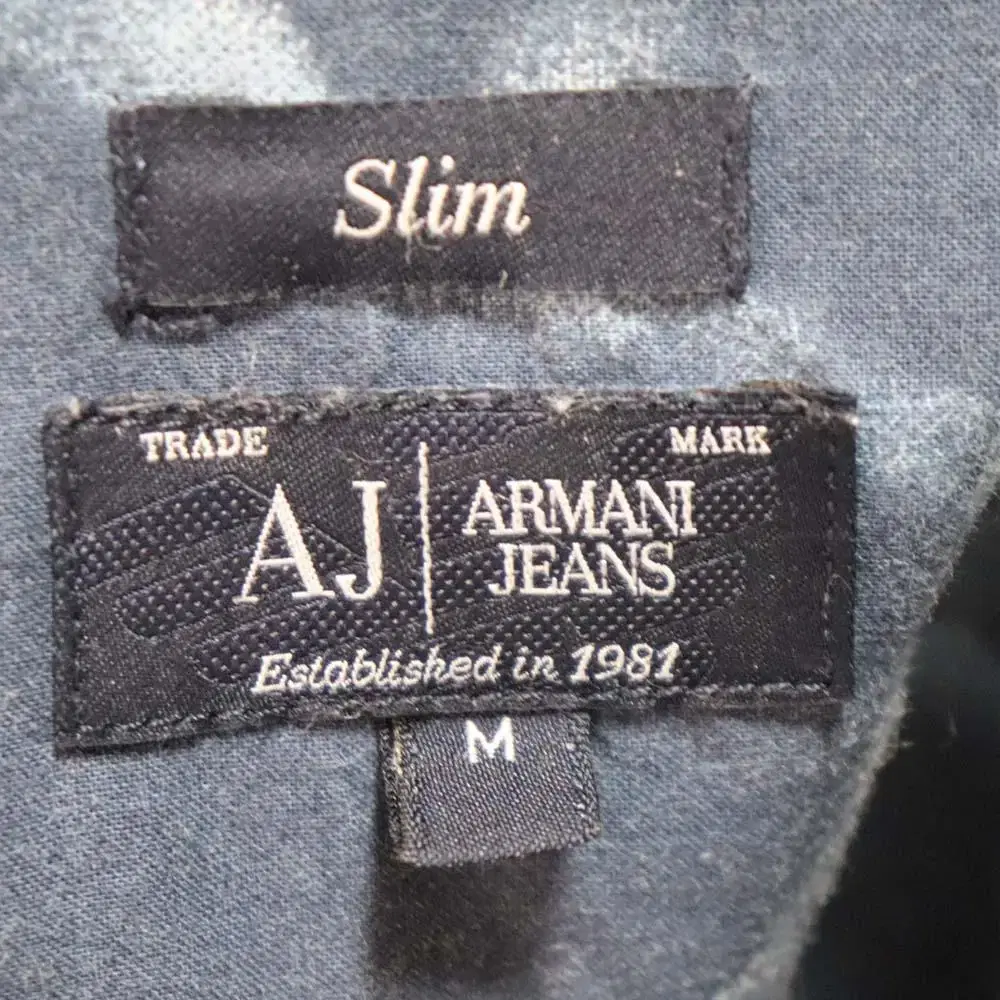 Slim
TRADE MARK
AJ ARMANI
JEANS
Established in 1981
M